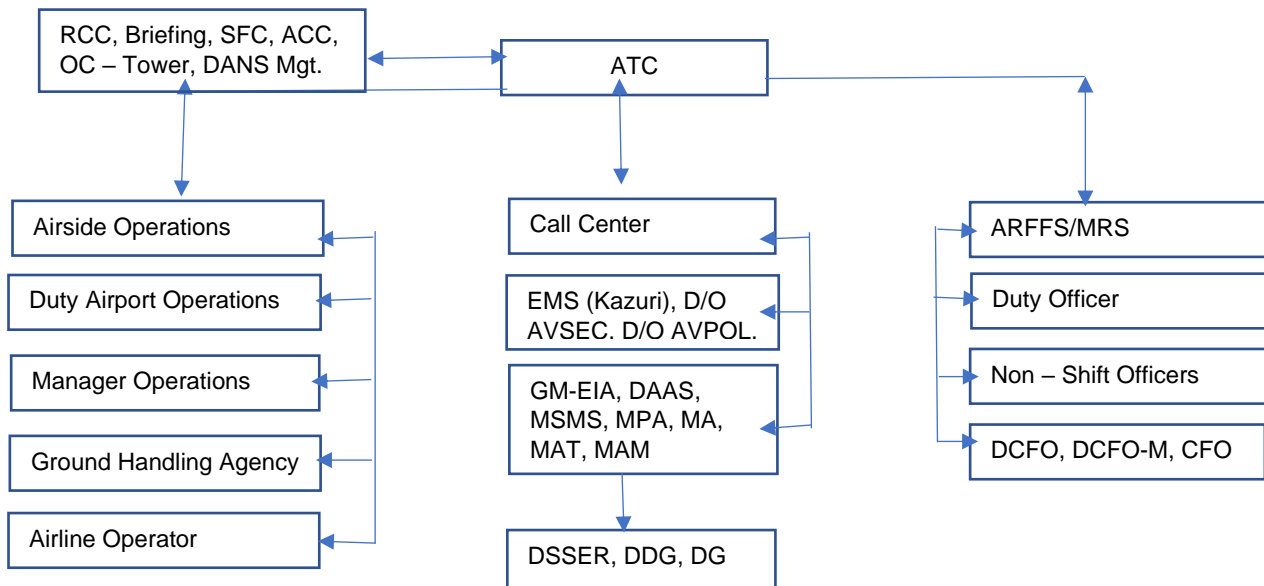 RCC, Briefing, SFC, ACC,
OC – Tower, DANS Mgt.
ATC
Airside Operations
Duty Airport Operations
Manager Operations
Ground Handling Agency
Airline Operator
Call Center
EMS (Kazuri), D/O
AVSEC. D/O AVPOL.
GM-EIA, DAAS,
MSMS, MPA, MA,
MAT, MAM
DSSER, DDG, DG
ARFFS/MRS
Duty Officer
Non – Shift Officers
DCFO, DCFO-M, CFO